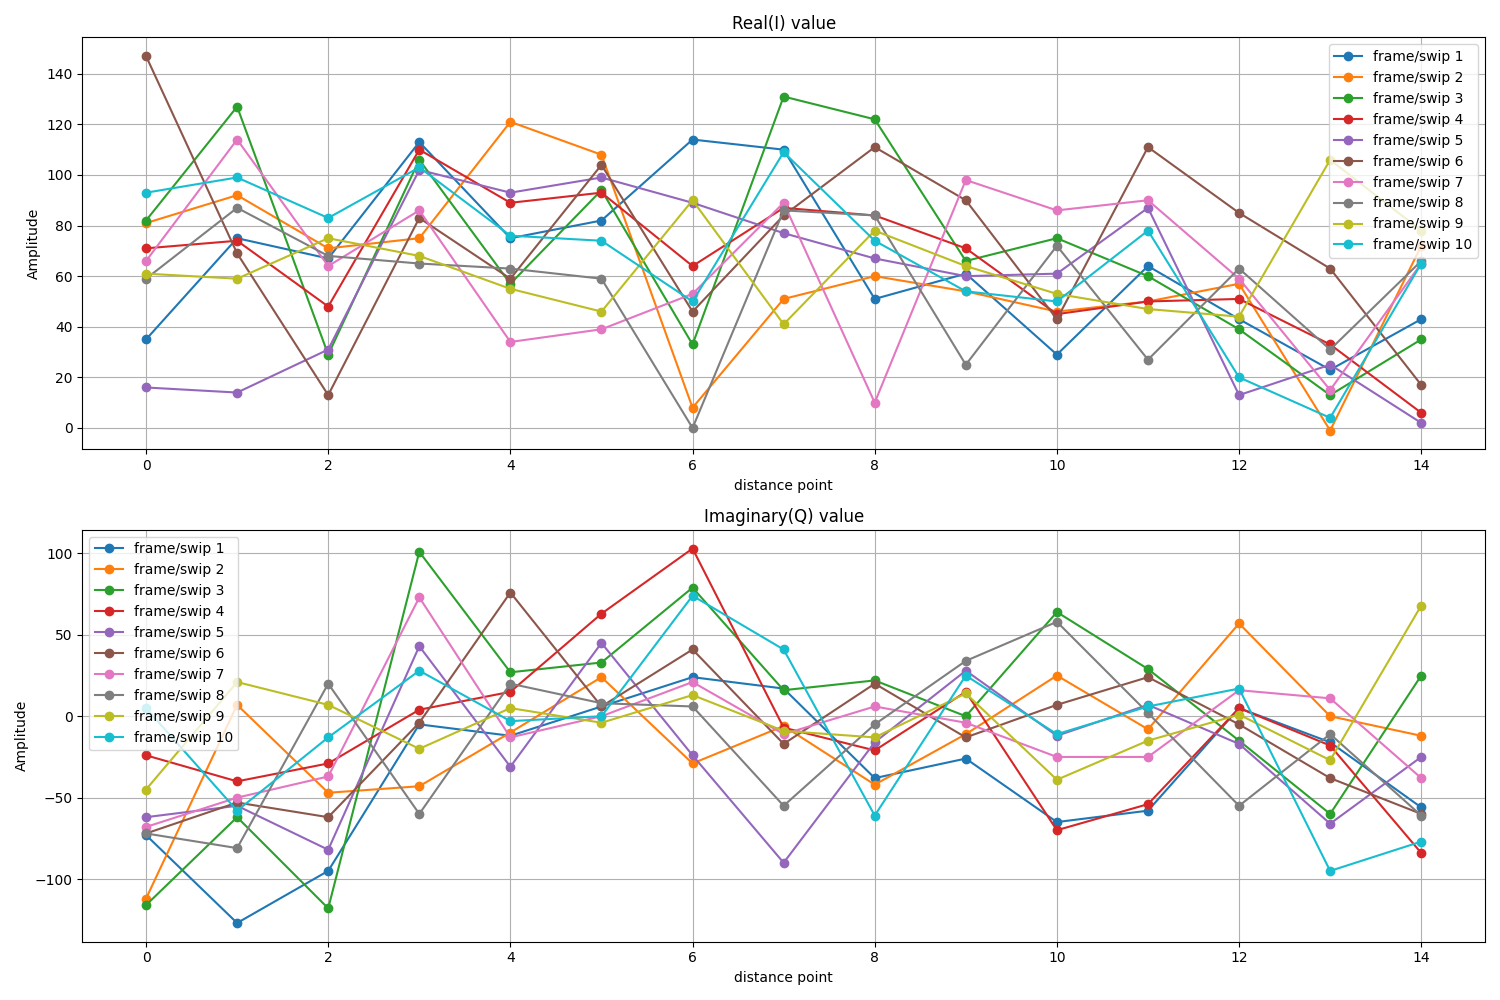 Real(I) value
Amplitude
140
120
100
80
60
40
20
0
frame/swip 1
frame/swip 2
frame/swip 3
frame/swip 4
frame/swip 5
frame/swip 6
frame/swip 7
frame/swip 8
frame/swip 9
frame/swip 10
0 2 4 6 8 10 12 14
distance point
Imaginary(Q) value
Amplitude
100
50
0
−50
−100
frame/swip 1
frame/swip 2
frame/swip 3
frame/swip 4
frame/swip 5
frame/swip 6
frame/swip 7
frame/swip 8
frame/swip 9
frame/swip 10
0 2 4 6 8 10 12 14
distance point